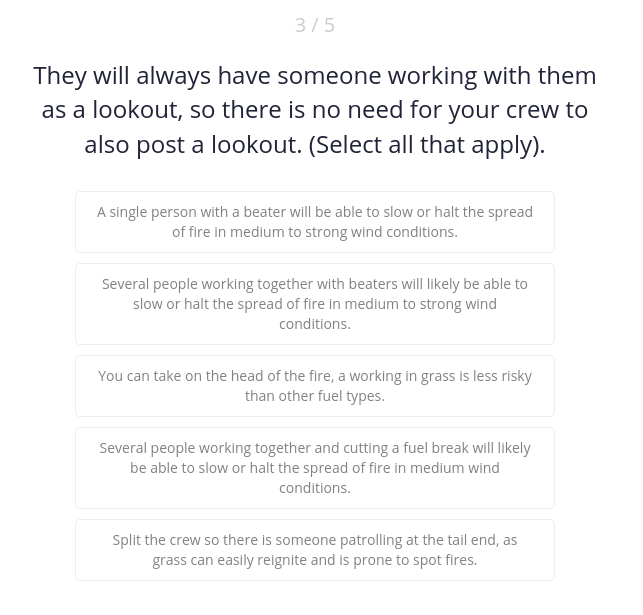 3 / 5
They will always have someone working with them
as a lookout, so there is no need for your crew to
also post a lookout. (Select all that apply).
A single person with a beater will be able to slow or halt the spread
of fire in medium to strong wind conditions.
Several people working together with beaters will likely be able to
slow or halt the spread of fire in medium to strong wind
conditions.
You can take on the head of the fire, a working in grass is less risky
than other fuel types.
Several people working together and cutting a fuel break will likely
be able to slow or halt the spread of fire in medium wind
conditions.
Split the crew so there is someone patrolling at the tail end, as
grass can easily reignite and is prone to spot fires.